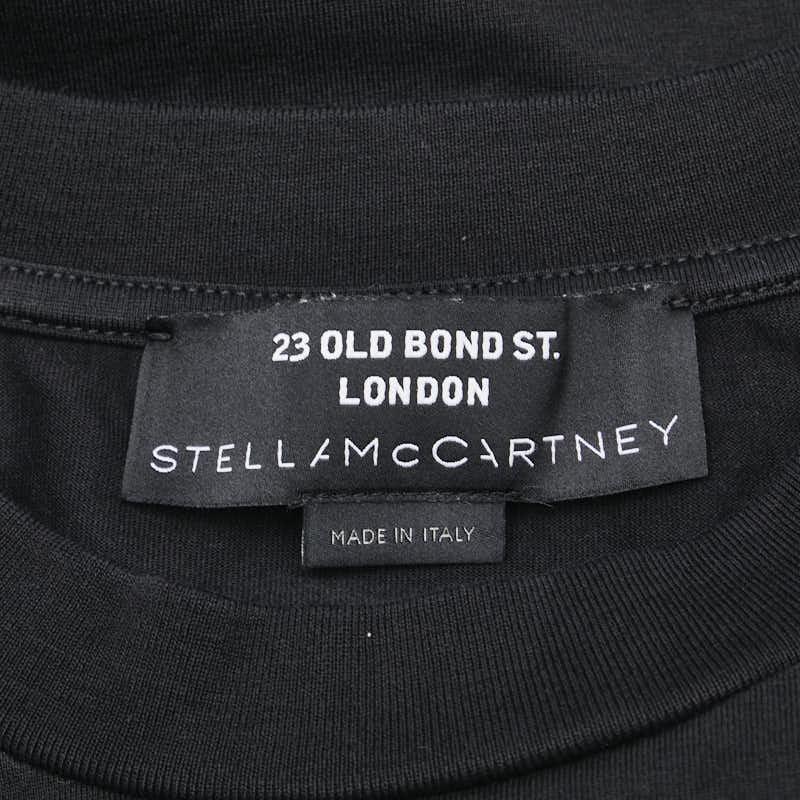 23 OLD BOND ST.
LONDON
STELLAMcCARTNEY
MADE IN ITALY